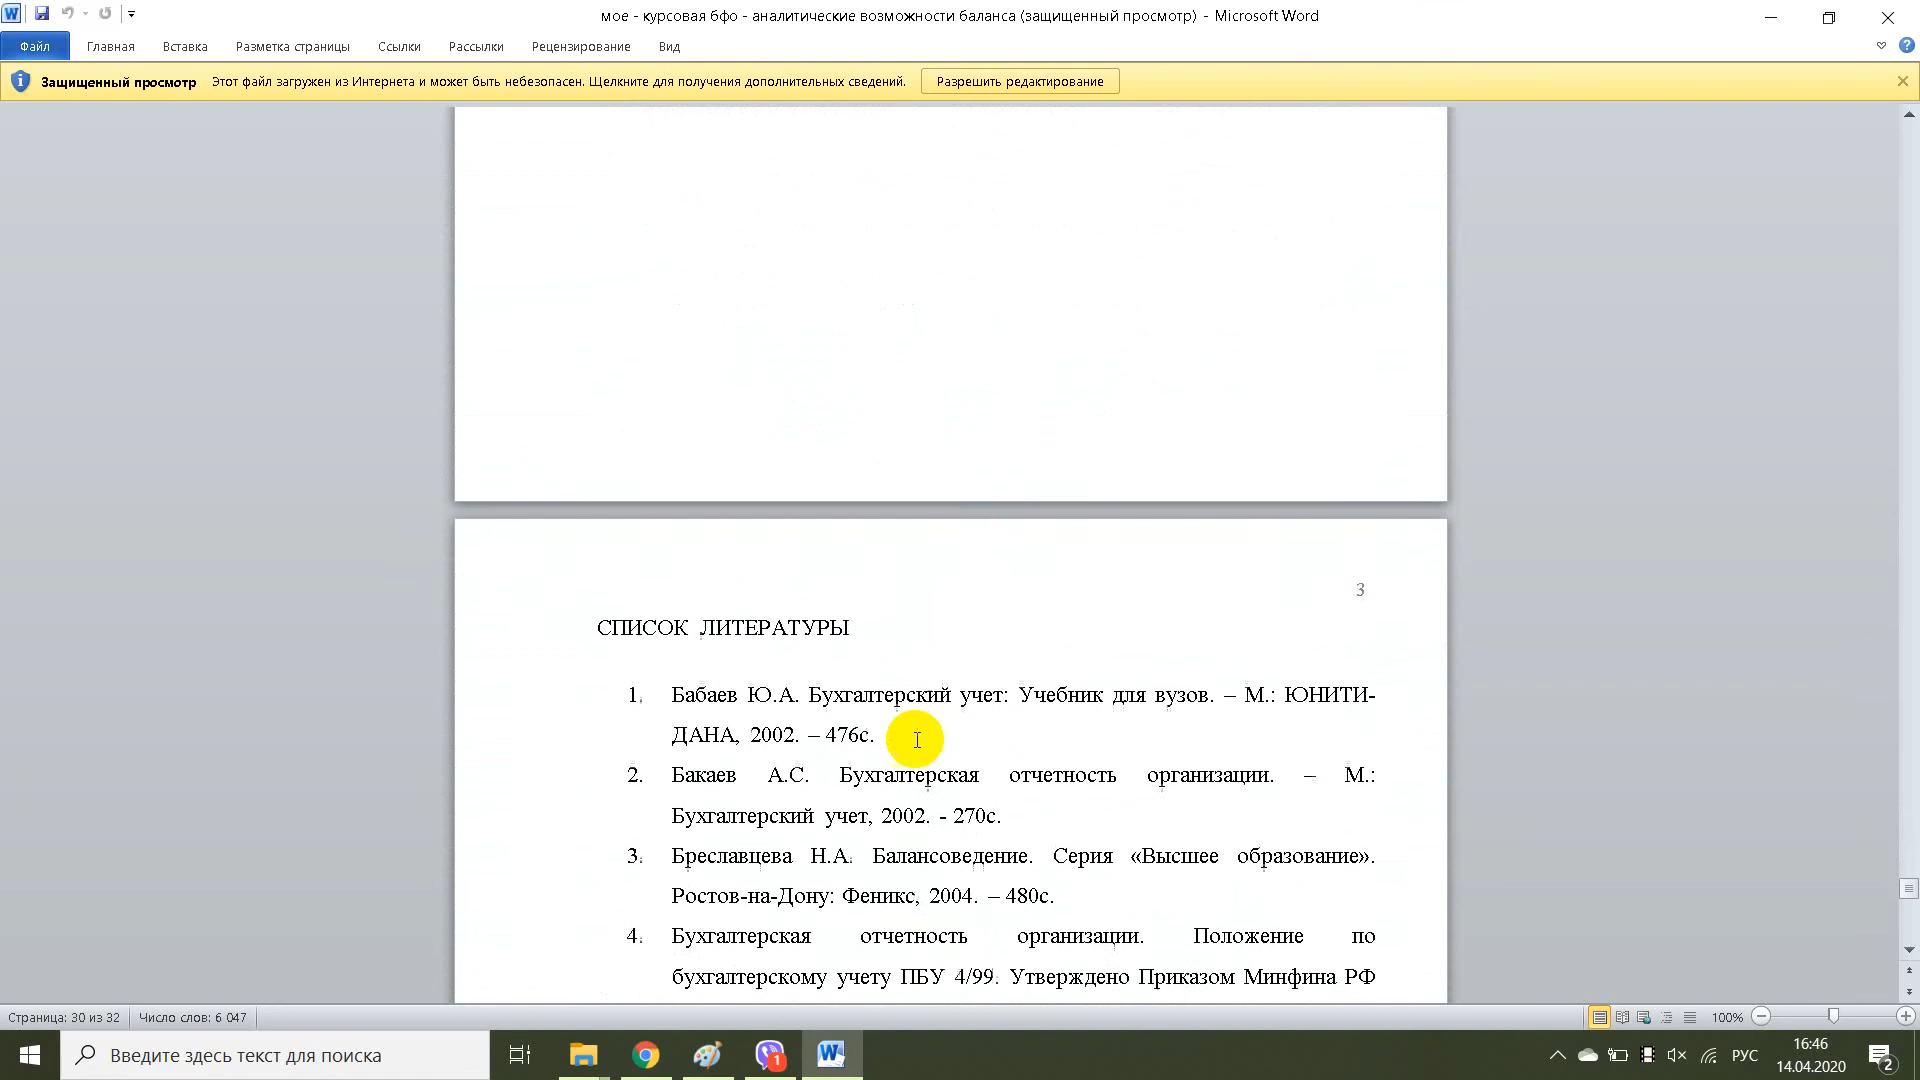 мое - курсовая бфо - аналитические возможности баланса (защищенный просмотр) - Microsoft Word
Файл Главная Вставка Разметка страницы Ссылки Рассылки Рецензирование Вид
Защищенный просмотр Этот файл загружен из Интернета и может быть небезопасен. Щелкните для получения дополнительных сведений. Разрешить редактирование
3
СПИСОК ЛИТЕРАТУРЫ
1. Бабаев Ю.А. Бухгалтерский учет: Учебник для вузов. – М.: ЮНИТИ-
ДАНА, 2002. – 476с.
2. Бакаев А.С. Бухгалтерская отчетность организации. – М.:
Бухгалтерский учет, 2002. - 270с.
3. Бреславцева Н.А. Балансоведение. Серия «Высшее образование».
Ростов-на-Дону: Феникс, 2004. – 480с.
4. Бухгалтерская отчетность организации. Положение по
бухгалтерскому учету ПБУ 4/99. Утверждено Приказом Минфина РФ
Страница: 30 из 32 Число слов: 6 047 100%
Введите здесь текст для поиска 1 РУС 16:46
14.04.2020 2